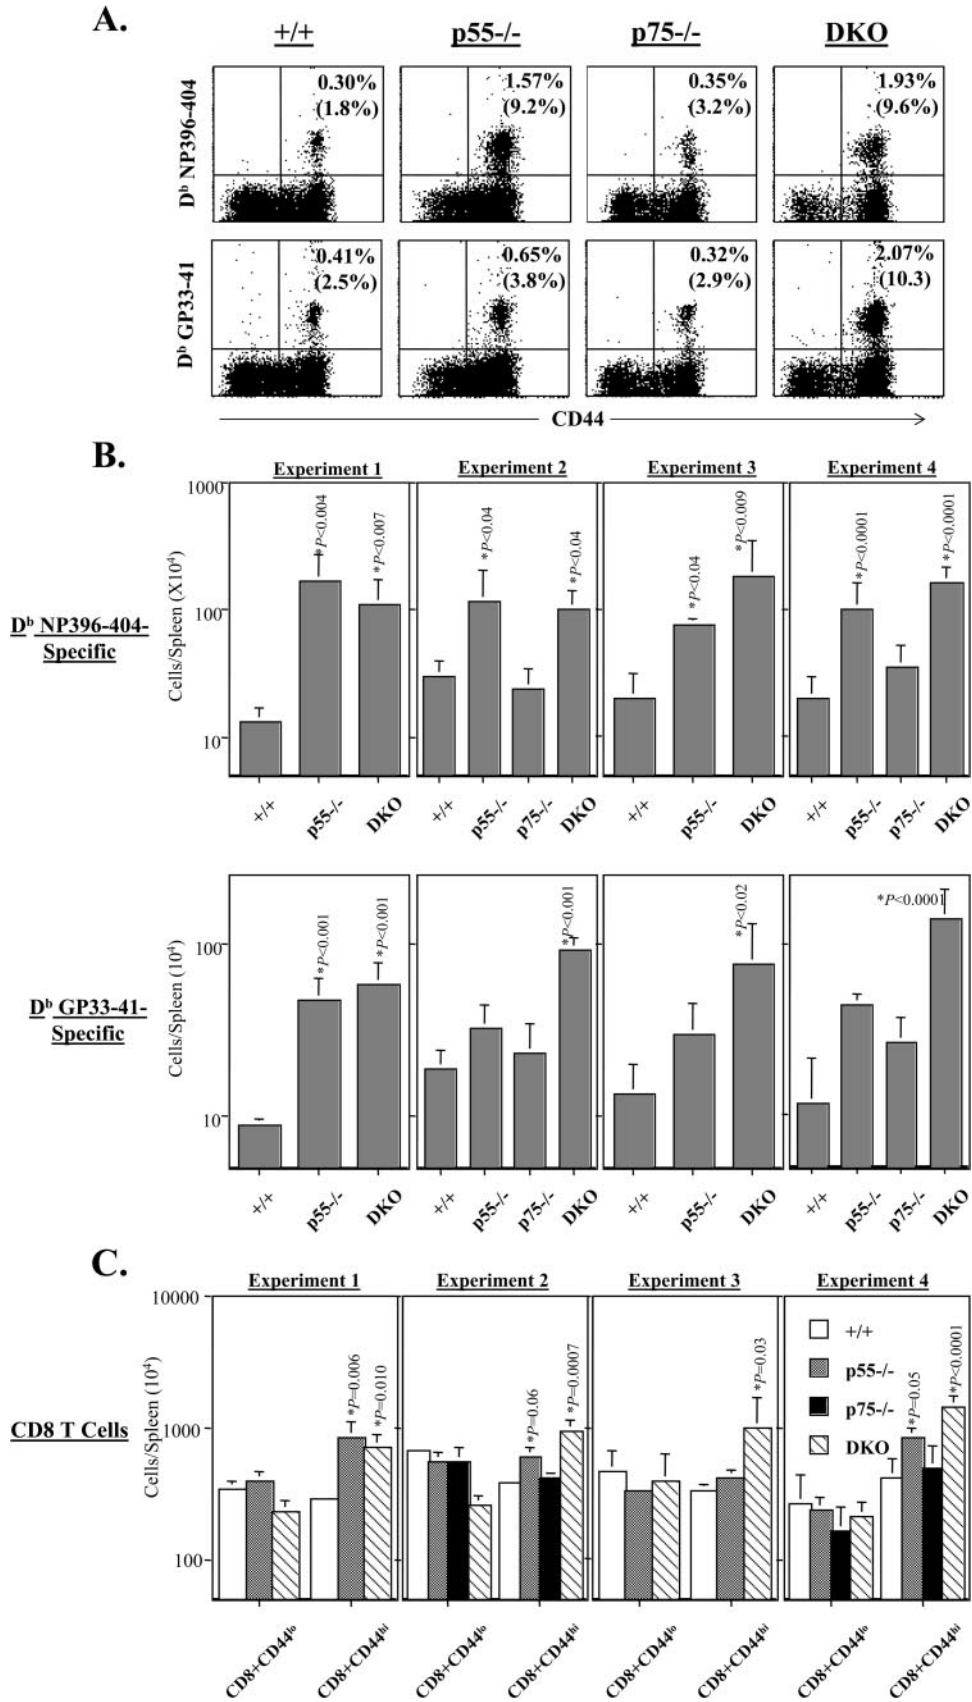 A.
+/+ p55-/- p75-/- DKO
Dᵇ NP396-404
0.30% 1.57% 0.35% 1.93%
(1.8%) (9.2%) (3.2%) (9.6%)
Dᵇ GP33-41
0.41% 0.65% 0.32% 2.07%
(2.5%) (3.8%) (2.9%) (10.3)
CD44
B.
Experiment 1 Experiment 2 Experiment 3 Experiment 4
Dᵇ NP396-404-
Specific
Cells/Spleen (X10⁴)
1000
100
10
*P<0.004 *P<0.007 *P<0.04 *P<0.04 *P<0.04 *P<0.009 *P<0.0001 *P<0.0001
+/+ p55-/- DKO +/+ p55-/- p75-/- DKO +/+ p55-/- DKO +/+ p55-/- p75-/- DKO
Dᵇ GP33-41-
Specific
Cells/Spleen (10⁴)
100
10
*P<0.001 *P<0.001 *P<0.001 *P<0.02 *P<0.0001
+/+ p55-/- DKO +/+ p55-/- p75-/- DKO +/+ p55-/- DKO +/+ p55-/- p75-/- DKO
C.
Experiment 1 Experiment 2 Experiment 3 Experiment 4
CD8 T Cells
Cells/Spleen (10⁴)
10000
1000
100
*P=0.006 *P=0.010 *P=0.06 *P=0.0007 *P=0.03 *P=0.05 *P<0.0001
+/+
p55-/-
p75-/-
DKO
CD8+CD44ˡᵒ CD8+CD44ʰⁱ CD8+CD44ˡᵒ CD8+CD44ʰⁱ CD8+CD44ˡᵒ CD8+CD44ʰⁱ CD8+CD44ˡᵒ CD8+CD44ʰⁱ